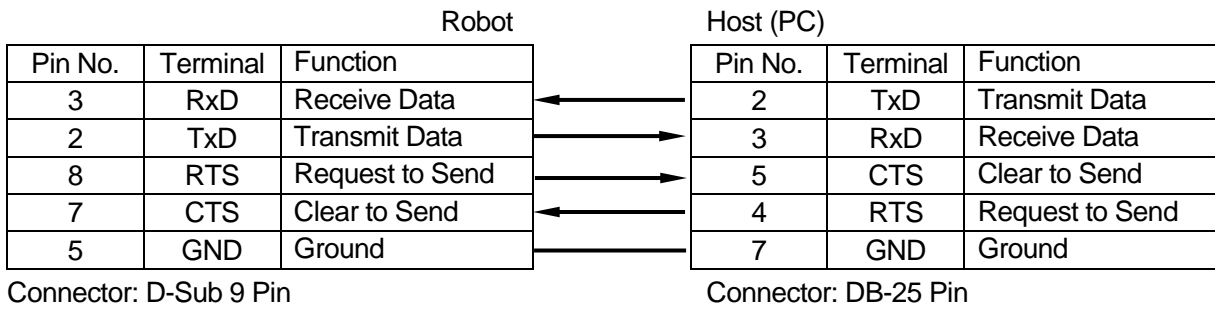 Robot Host (PC)
Pin No. Terminal Function Pin No. Terminal Function
3 RxD Receive Data 2 TxD Transmit Data
2 TxD Transmit Data 3 RxD Receive Data
8 RTS Request to Send 5 CTS Clear to Send
7 CTS Clear to Send 4 RTS Request to Send
5 GND Ground 7 GND Ground
Connector: D-Sub 9 Pin Connector: DB-25 Pin